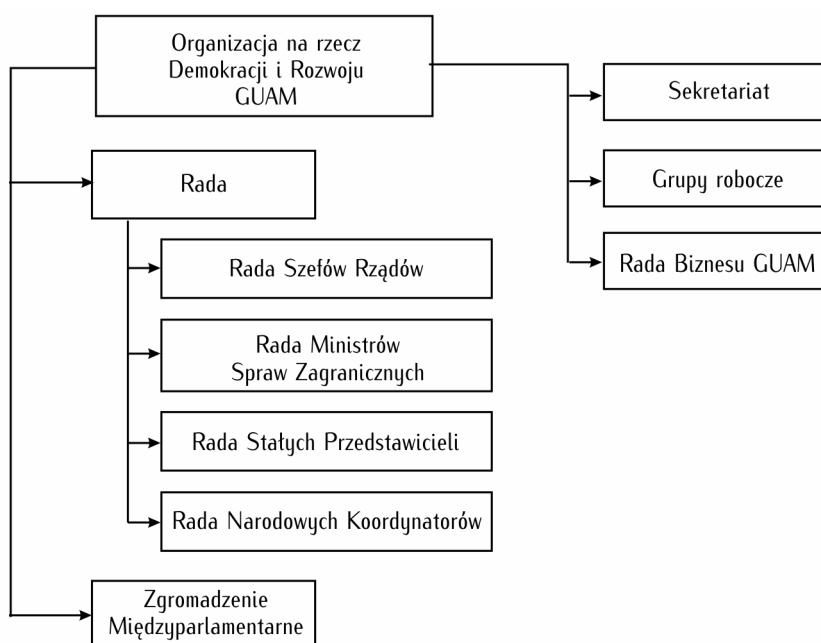 Organizacja na rzecz
Demokracji i Rozwoju
GUAM
Sekretariat
Rada
Grupy robocze
Rada Szefów Rządów
Rada Biznesu GUAM
Rada Ministrów
Spraw Zagranicznych
Rada Stałych Przedstawicieli
Rada Narodowych Koordynatorów
Zgromadzenie
Międzyparlamentarne